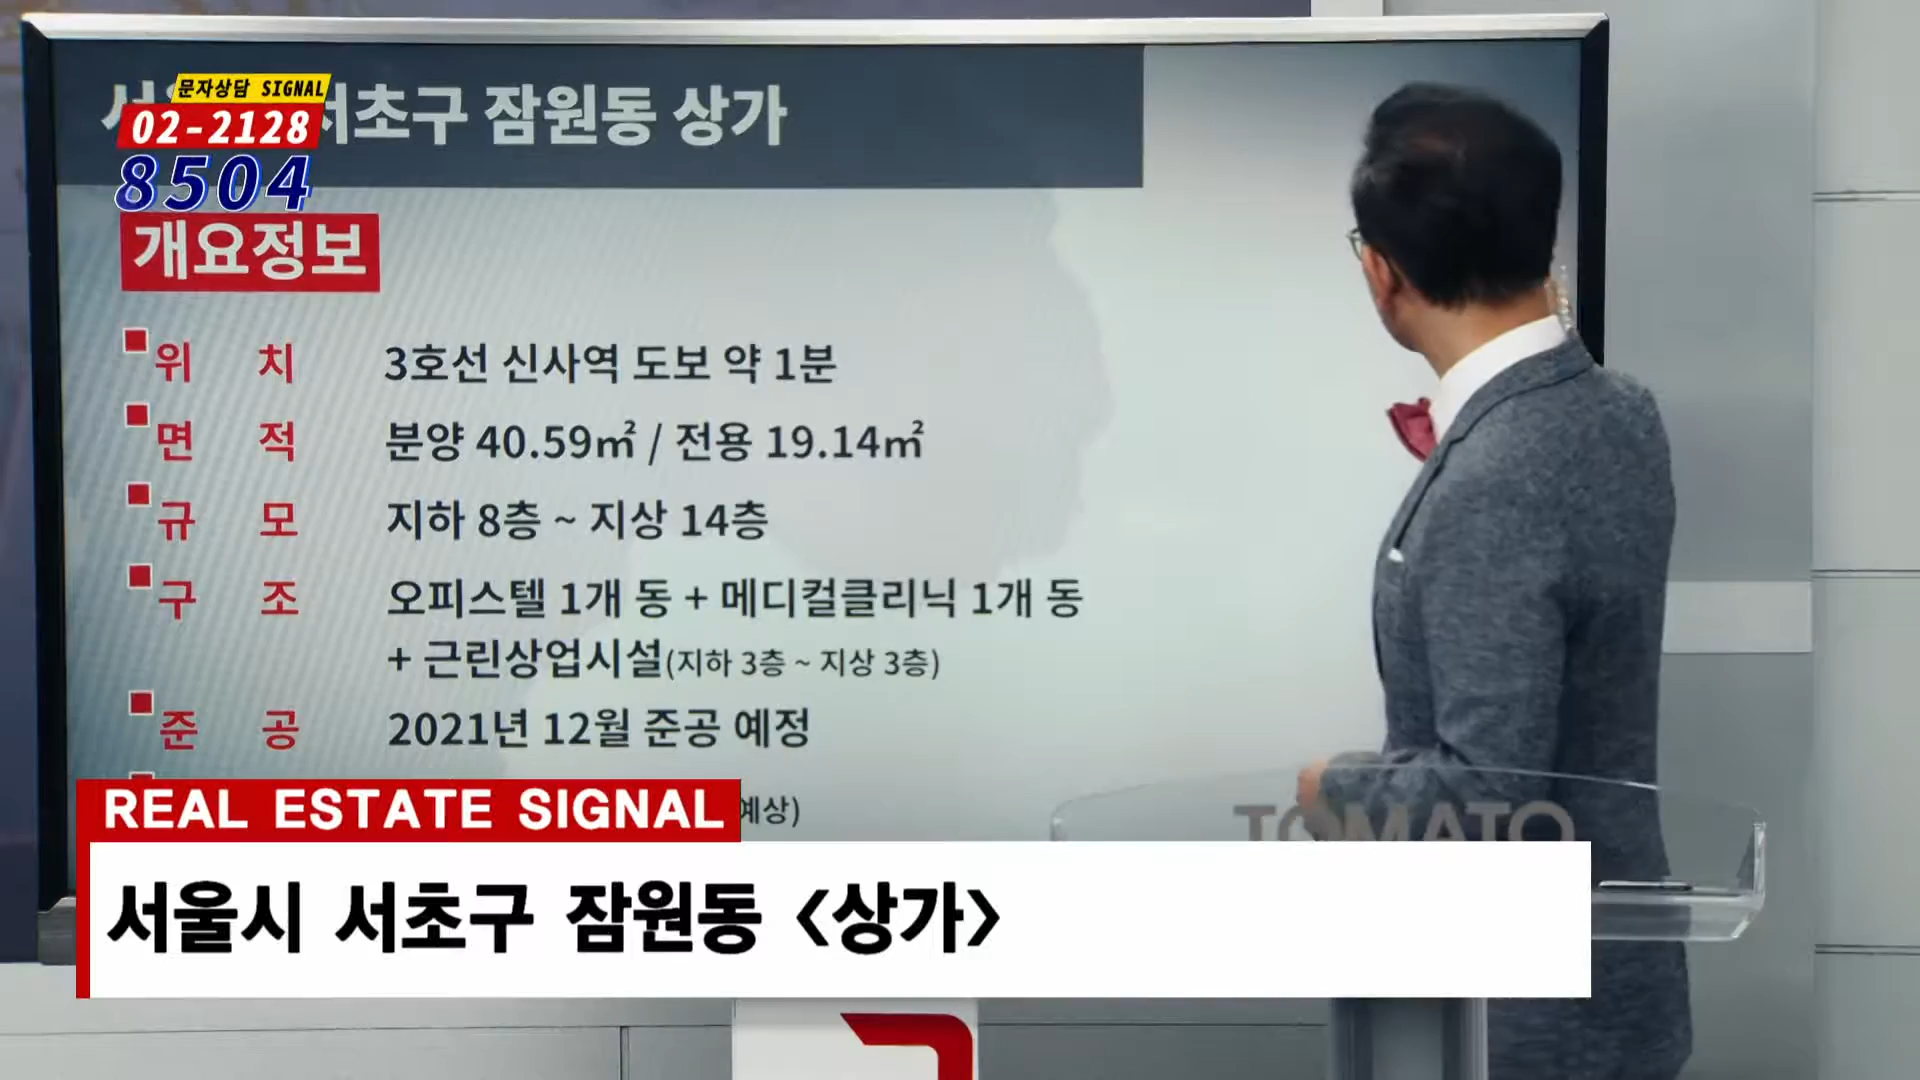 문자상담 SIGNAL
02-2128
8504
서초구 잠원동 상가
개요정보
위 치 3호선 신사역 도보 약 1분
면 적 분양 40.59㎡ / 전용 19.14㎡
규 모 지하 8층 ~ 지상 14층
구 조 오피스텔 1개 동 + 메디컬클리닉 1개 동
+ 근린상업시설(지하 3층 ~ 지상 3층)
준 공 2021년 12월 준공 예정
예상)
REAL ESTATE SIGNAL
TOMATO
서울시 서초구 잠원동 <상가>